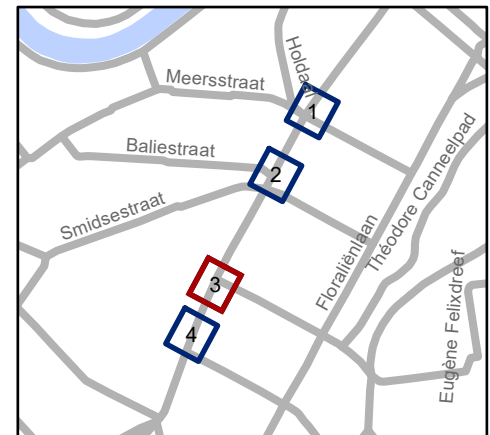 Holdaal
Meersstraat
1
Baliestraat
2
Smidsestraat
Théodore Canneelpad
Floraliënlaan
3
Eugène Felixdreef
4